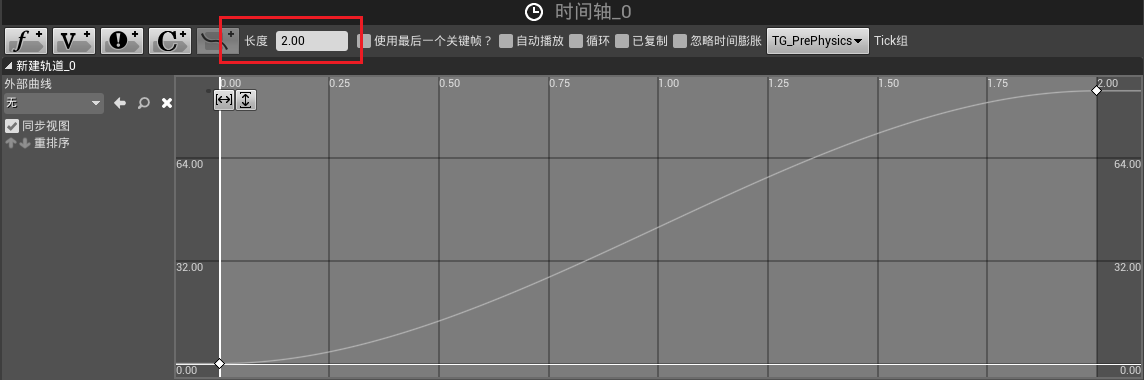 时间轴_0
f+ V+ !+ C+ + 长度 2.00 使用最后一个关键帧？ 自动播放 循环 已复制 忽略时间膨胀 TG_PrePhysics Tick组
新建轨道_0
外部曲线
无
同步视图
重排序
0.00 0.25 0.50 0.75 1.00 1.25 1.50 1.75 2.00
64.00 64.00
32.00 32.00
0.00 0.00